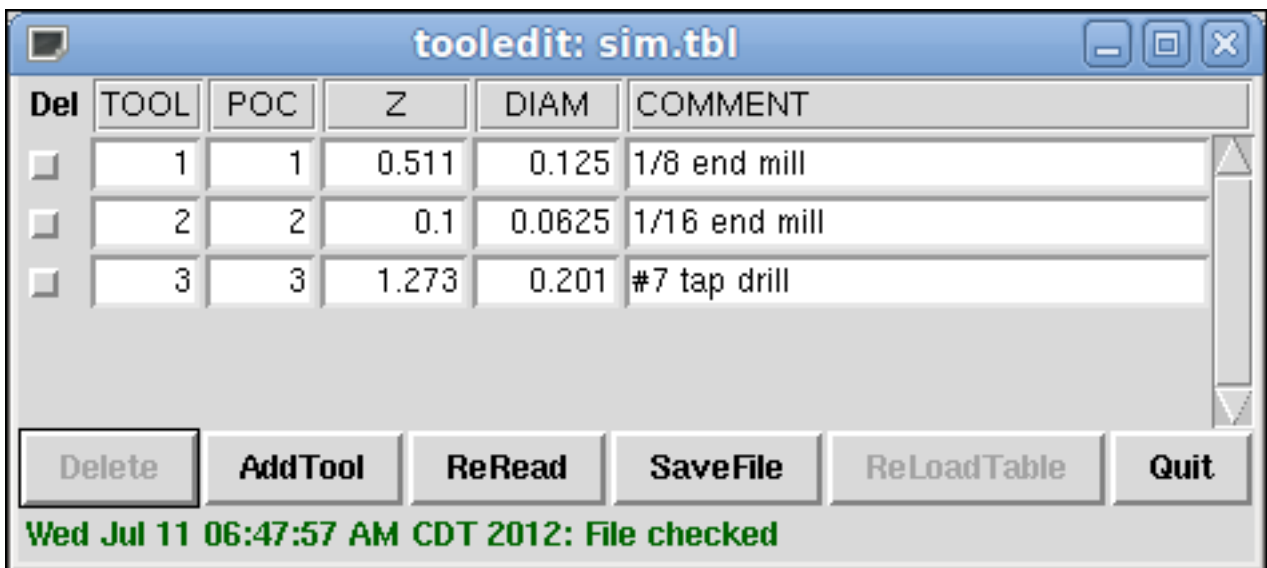 tooledit: sim.tbl
Del TOOL POC Z DIAM COMMENT
1 1 0.511 0.125 1/8 end mill
2 2 0.1 0.0625 1/16 end mill
3 3 1.273 0.201 #7 tap drill
Delete AddTool ReRead SaveFile ReLoadTable Quit
Wed Jul 11 06:47:57 AM CDT 2012: File checked